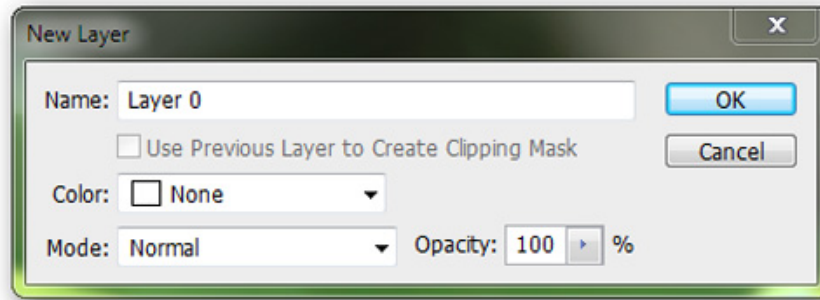 New Layer
Name: Layer 0 OK
Use Previous Layer to Create Clipping Mask Cancel
Color: None
Mode: Normal Opacity: 100 %